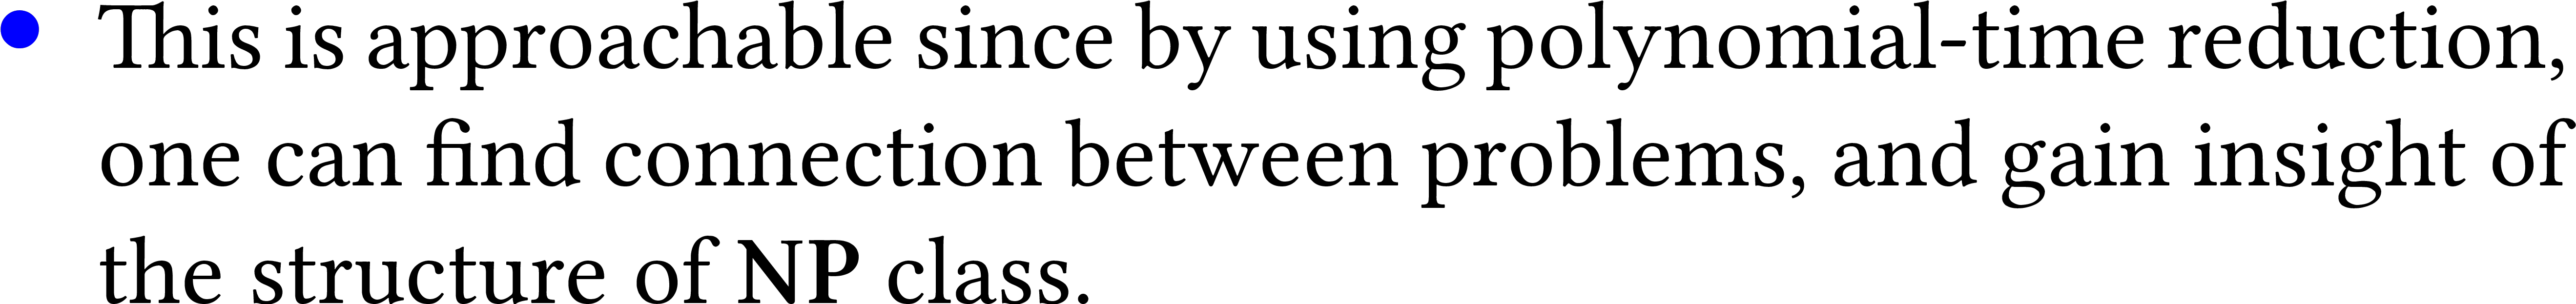 • This is approachable since by using polynomial-time reduction,
one can find connection between problems, and gain insight of
the structure of NP class.